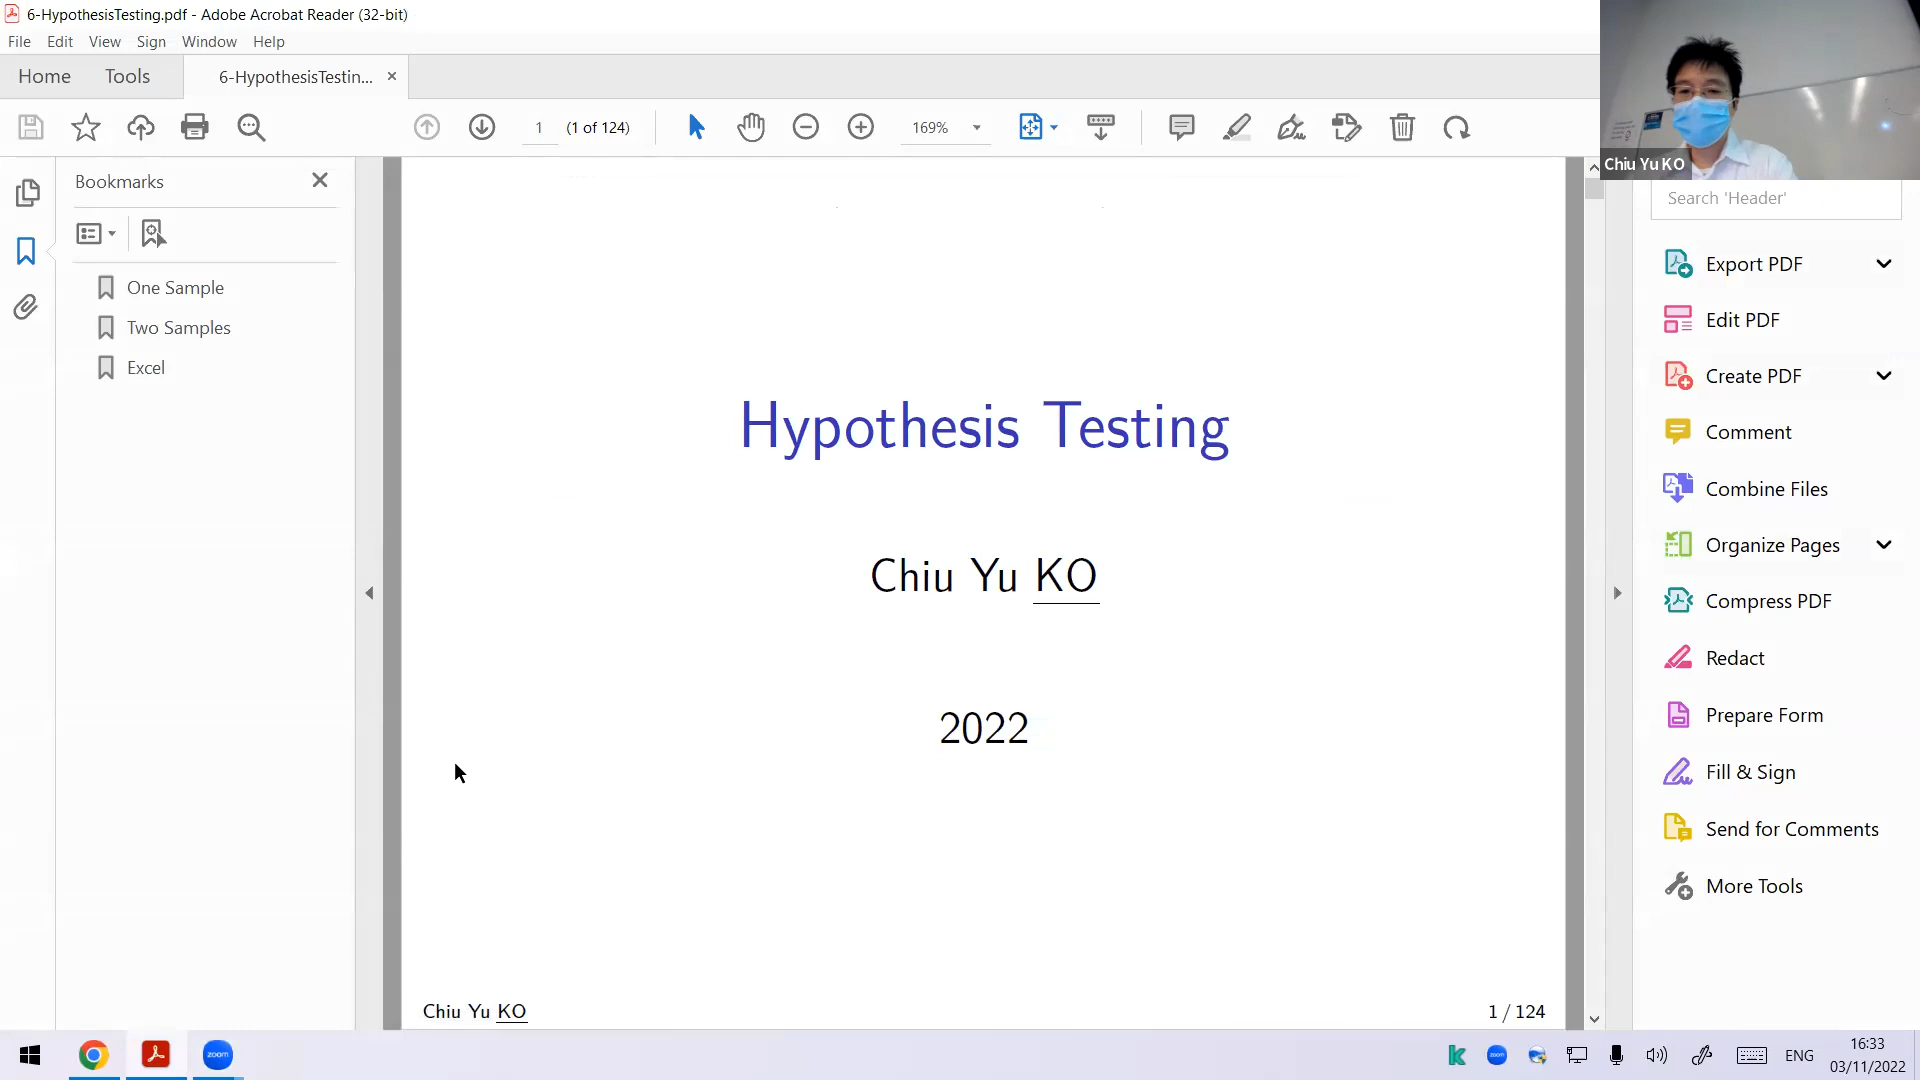 6-HypothesisTesting.pdf - Adobe Acrobat Reader (32-bit)
File Edit View Sign Window Help
Home Tools 6-HypothesisTestin... ×
1 (1 of 124) 169%
Chiu Yu KO
Bookmarks
Search 'Header'
One Sample
Two Samples
Excel
Export PDF
Edit PDF
Create PDF
Comment
Combine Files
Organize Pages
Compress PDF
Redact
Prepare Form
Fill & Sign
Send for Comments
More Tools
Hypothesis Testing
Chiu Yu KO
2022
Chiu Yu KO 1 / 124
zoom
zoom
ENG
16:33
03/11/2022